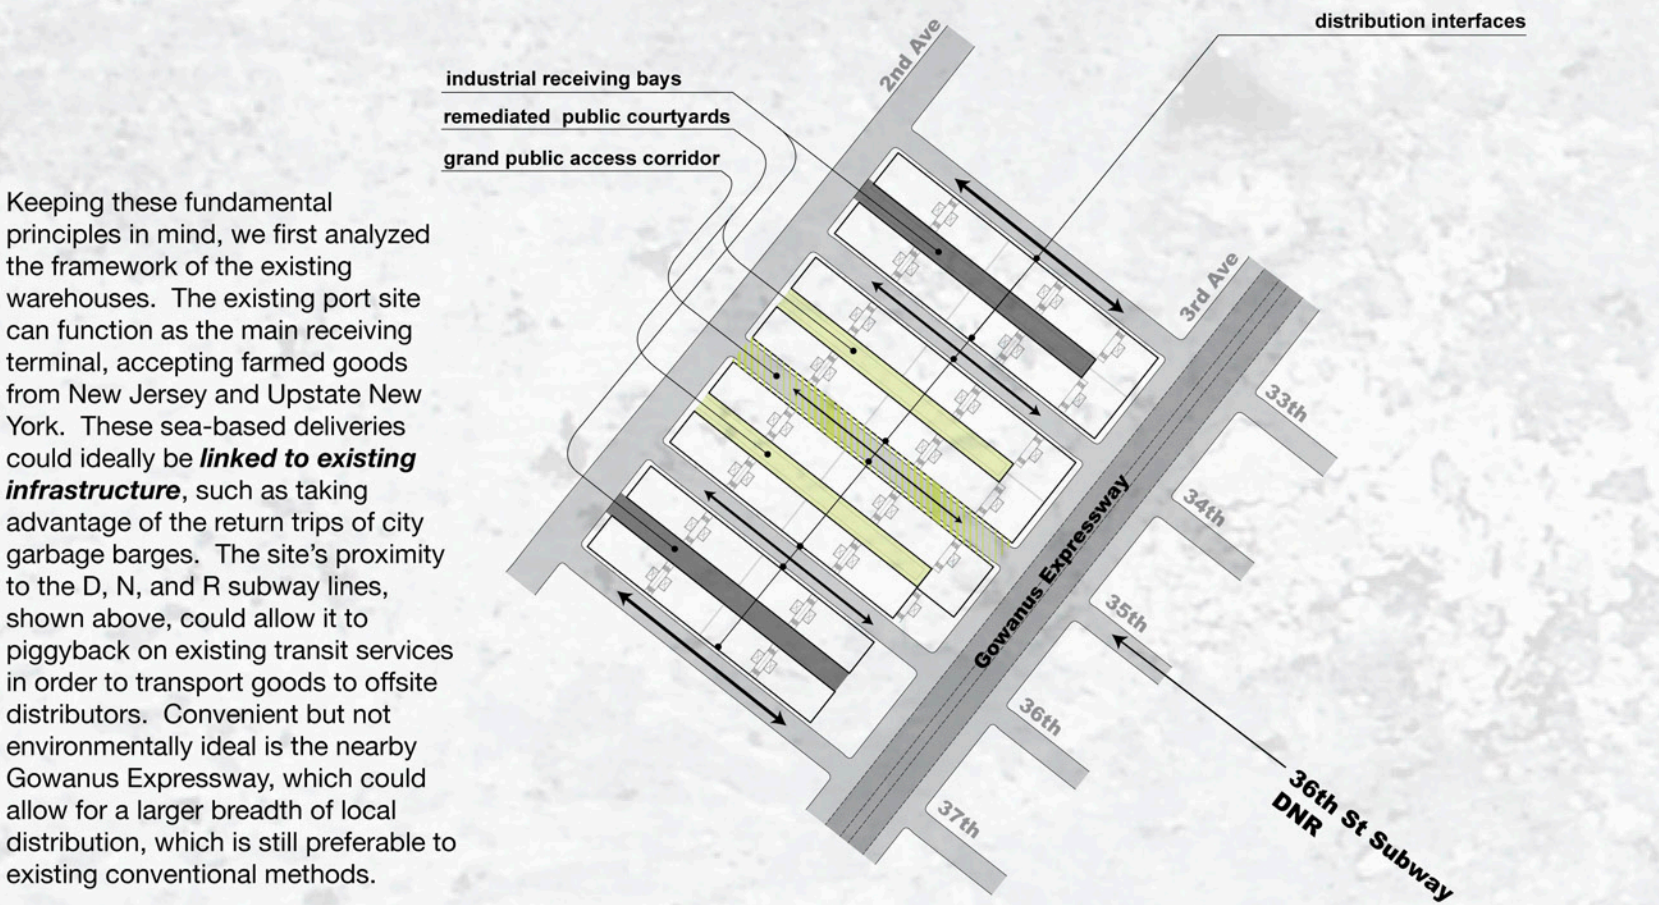 distribution interfaces
2nd Ave
industrial receiving bays
remediated public courtyards
grand public access corridor
Keeping these fundamental
principles in mind, we first analyzed
the framework of the existing
warehouses. The existing port site
can function as the main receiving
terminal, accepting farmed goods
from New Jersey and Upstate New
York. These sea-based deliveries
could ideally be linked to existing
infrastructure, such as taking
advantage of the return trips of city
garbage barges. The site's proximity
to the D, N, and R subway lines,
shown above, could allow it to
piggyback on existing transit services
in order to transport goods to offsite
distributors. Convenient but not
environmentally ideal is the nearby
Gowanus Expressway, which could
allow for a larger breadth of local
distribution, which is still preferable to
existing conventional methods.
3rd Ave
33th
34th
Gowanus Expressway
35th
36th
37th
36th St Subway
DNR